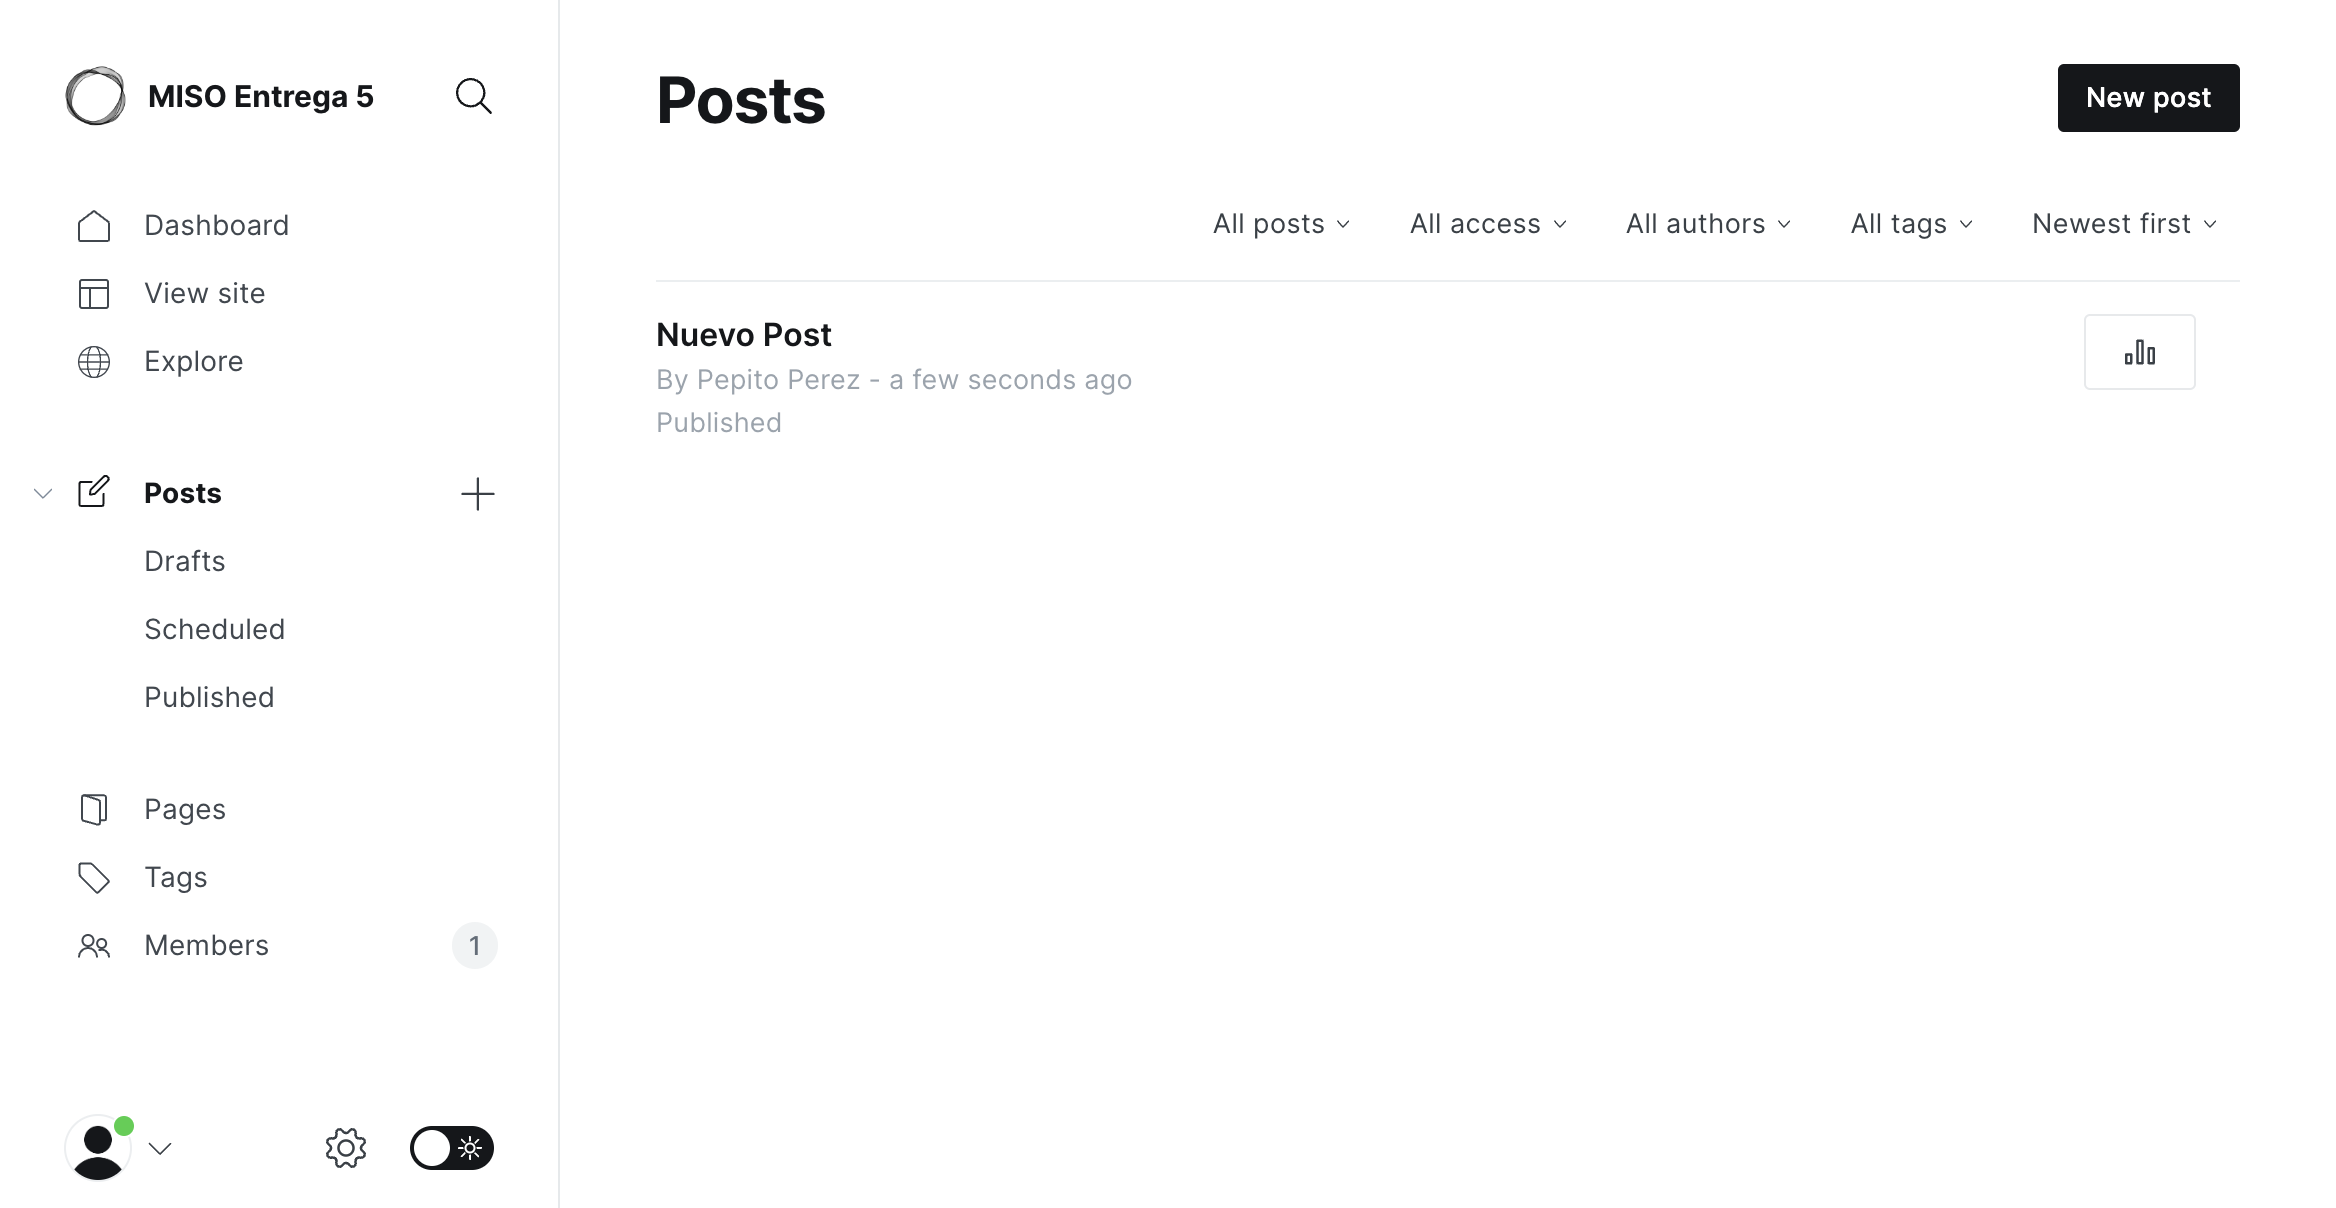 MISO Entrega 5
Dashboard
View site
Explore
Posts
Drafts
Scheduled
Published
Pages
Tags
Members 1
Posts
New post
All posts All access All authors All tags Newest first
Nuevo Post
By Pepito Perez - a few seconds ago
Published